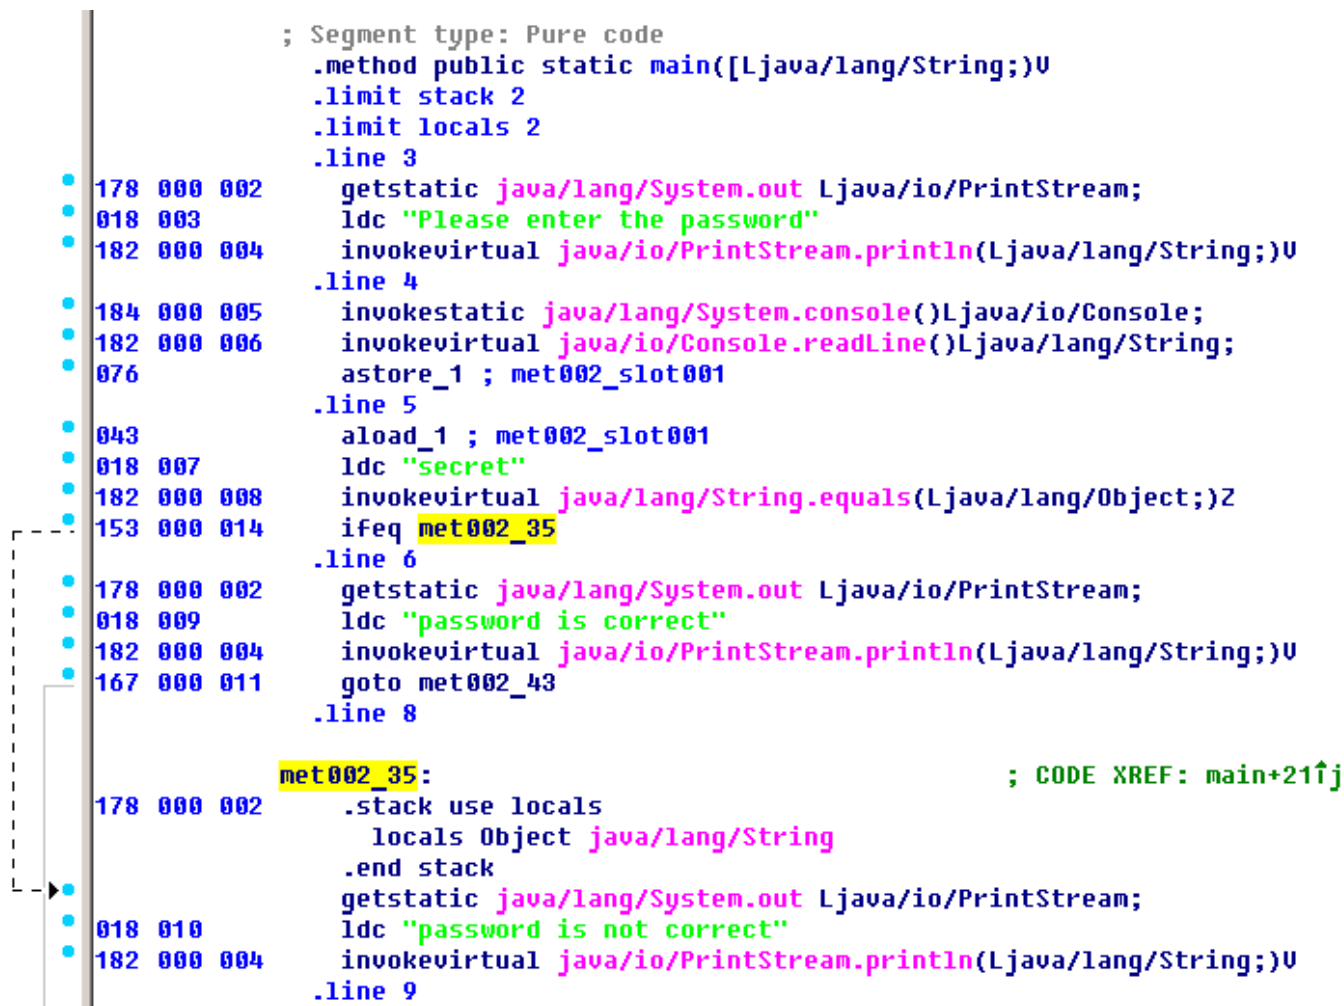 ; Segment type: Pure code
.method public static main([Ljava/lang/String;)V
.limit stack 2
.limit locals 2
.line 3
178 000 002 getstatic java/lang/System.out Ljava/io/PrintStream;
018 003 ldc "Please enter the password"
182 000 004 invokevirtual java/io/PrintStream.println(Ljava/lang/String;)V
.line 4
184 000 005 invokestatic java/lang/System.console()Ljava/io/Console;
182 000 006 invokevirtual java/io/Console.readLine()Ljava/lang/String;
076 astore_1 ; met002_slot001
.line 5
043 aload_1 ; met002_slot001
018 007 ldc "secret"
182 000 008 invokevirtual java/lang/String.equals(Ljava/lang/Object;)Z
153 000 014 ifeq met002_35
.line 6
178 000 002 getstatic java/lang/System.out Ljava/io/PrintStream;
018 009 ldc "password is correct"
182 000 004 invokevirtual java/io/PrintStream.println(Ljava/lang/String;)V
167 000 011 goto met002_43
.line 8
met002_35: ; CODE XREF: main+21↑j
178 000 002 .stack use locals
locals Object java/lang/String
.end stack
getstatic java/lang/System.out Ljava/io/PrintStream;
018 010 ldc "password is not correct"
182 000 004 invokevirtual java/io/PrintStream.println(Ljava/lang/String;)V
.line 9